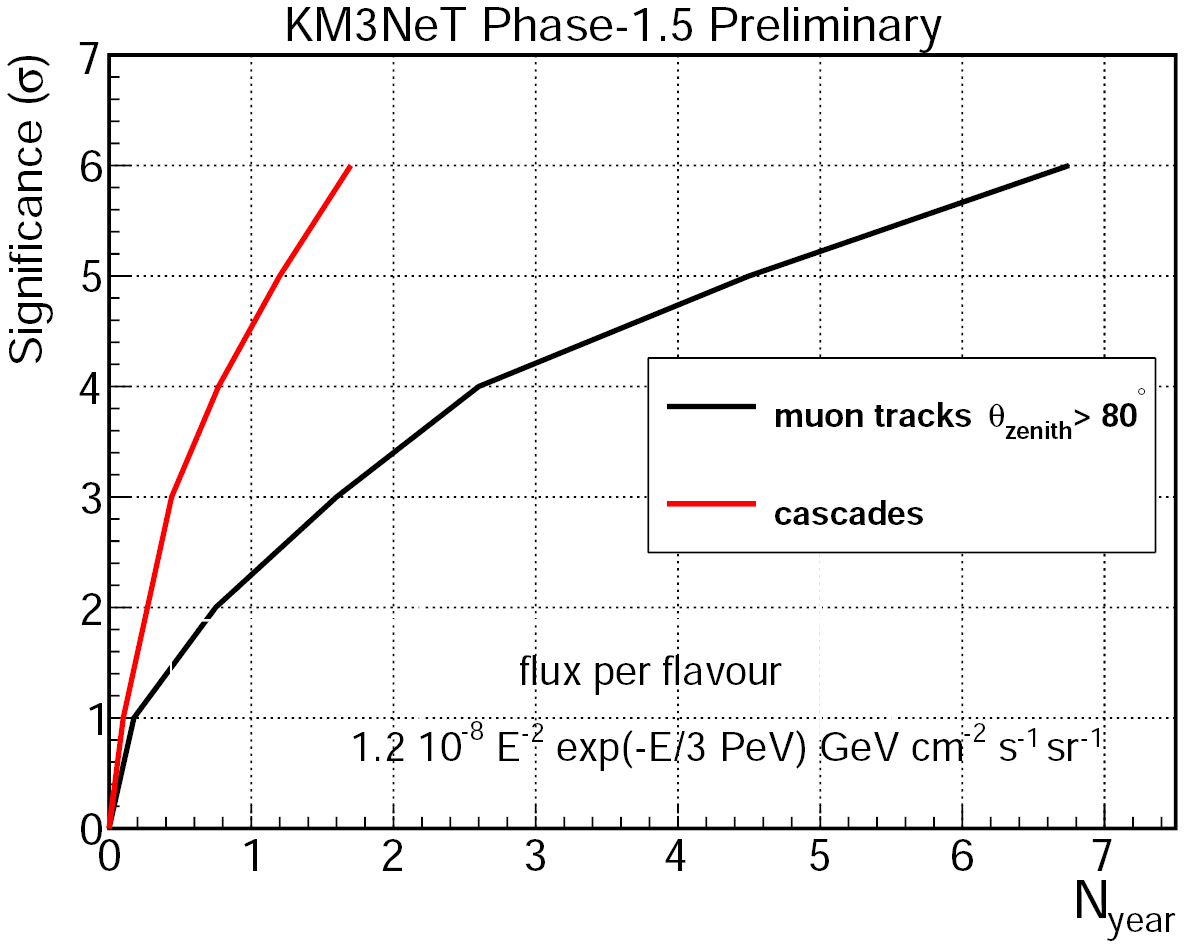 KM3NeT Phase-1.5 Preliminary
Significance (σ)
7
6
5
4
3
2
1
0
muon tracks θzenith> 80°
cascades
flux per flavour
1.2 10-8 E-2 exp(-E/3 PeV) GeV cm-2 s-1 sr-1
0 1 2 3 4 5 6 7
Nyear